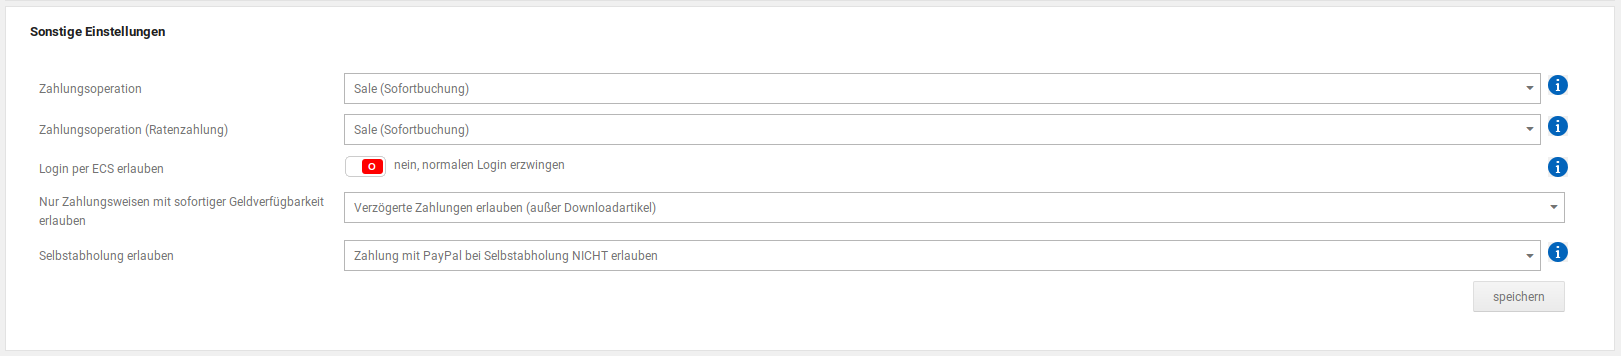 Sonstige Einstellungen
Zahlungsoperation
Sale (Sofortbuchung)
Zahlungsoperation (Ratenzahlung)
Sale (Sofortbuchung)
Login per ECS erlauben
nein, normalen Login erzwingen
Nur Zahlungsweisen mit sofortiger Geldverfügbarkeit
erlauben
Verzögerte Zahlungen erlauben (außer Downloadartikel)
Selbstabholung erlauben
Zahlung mit PayPal bei Selbstabholung NICHT erlauben
speichern